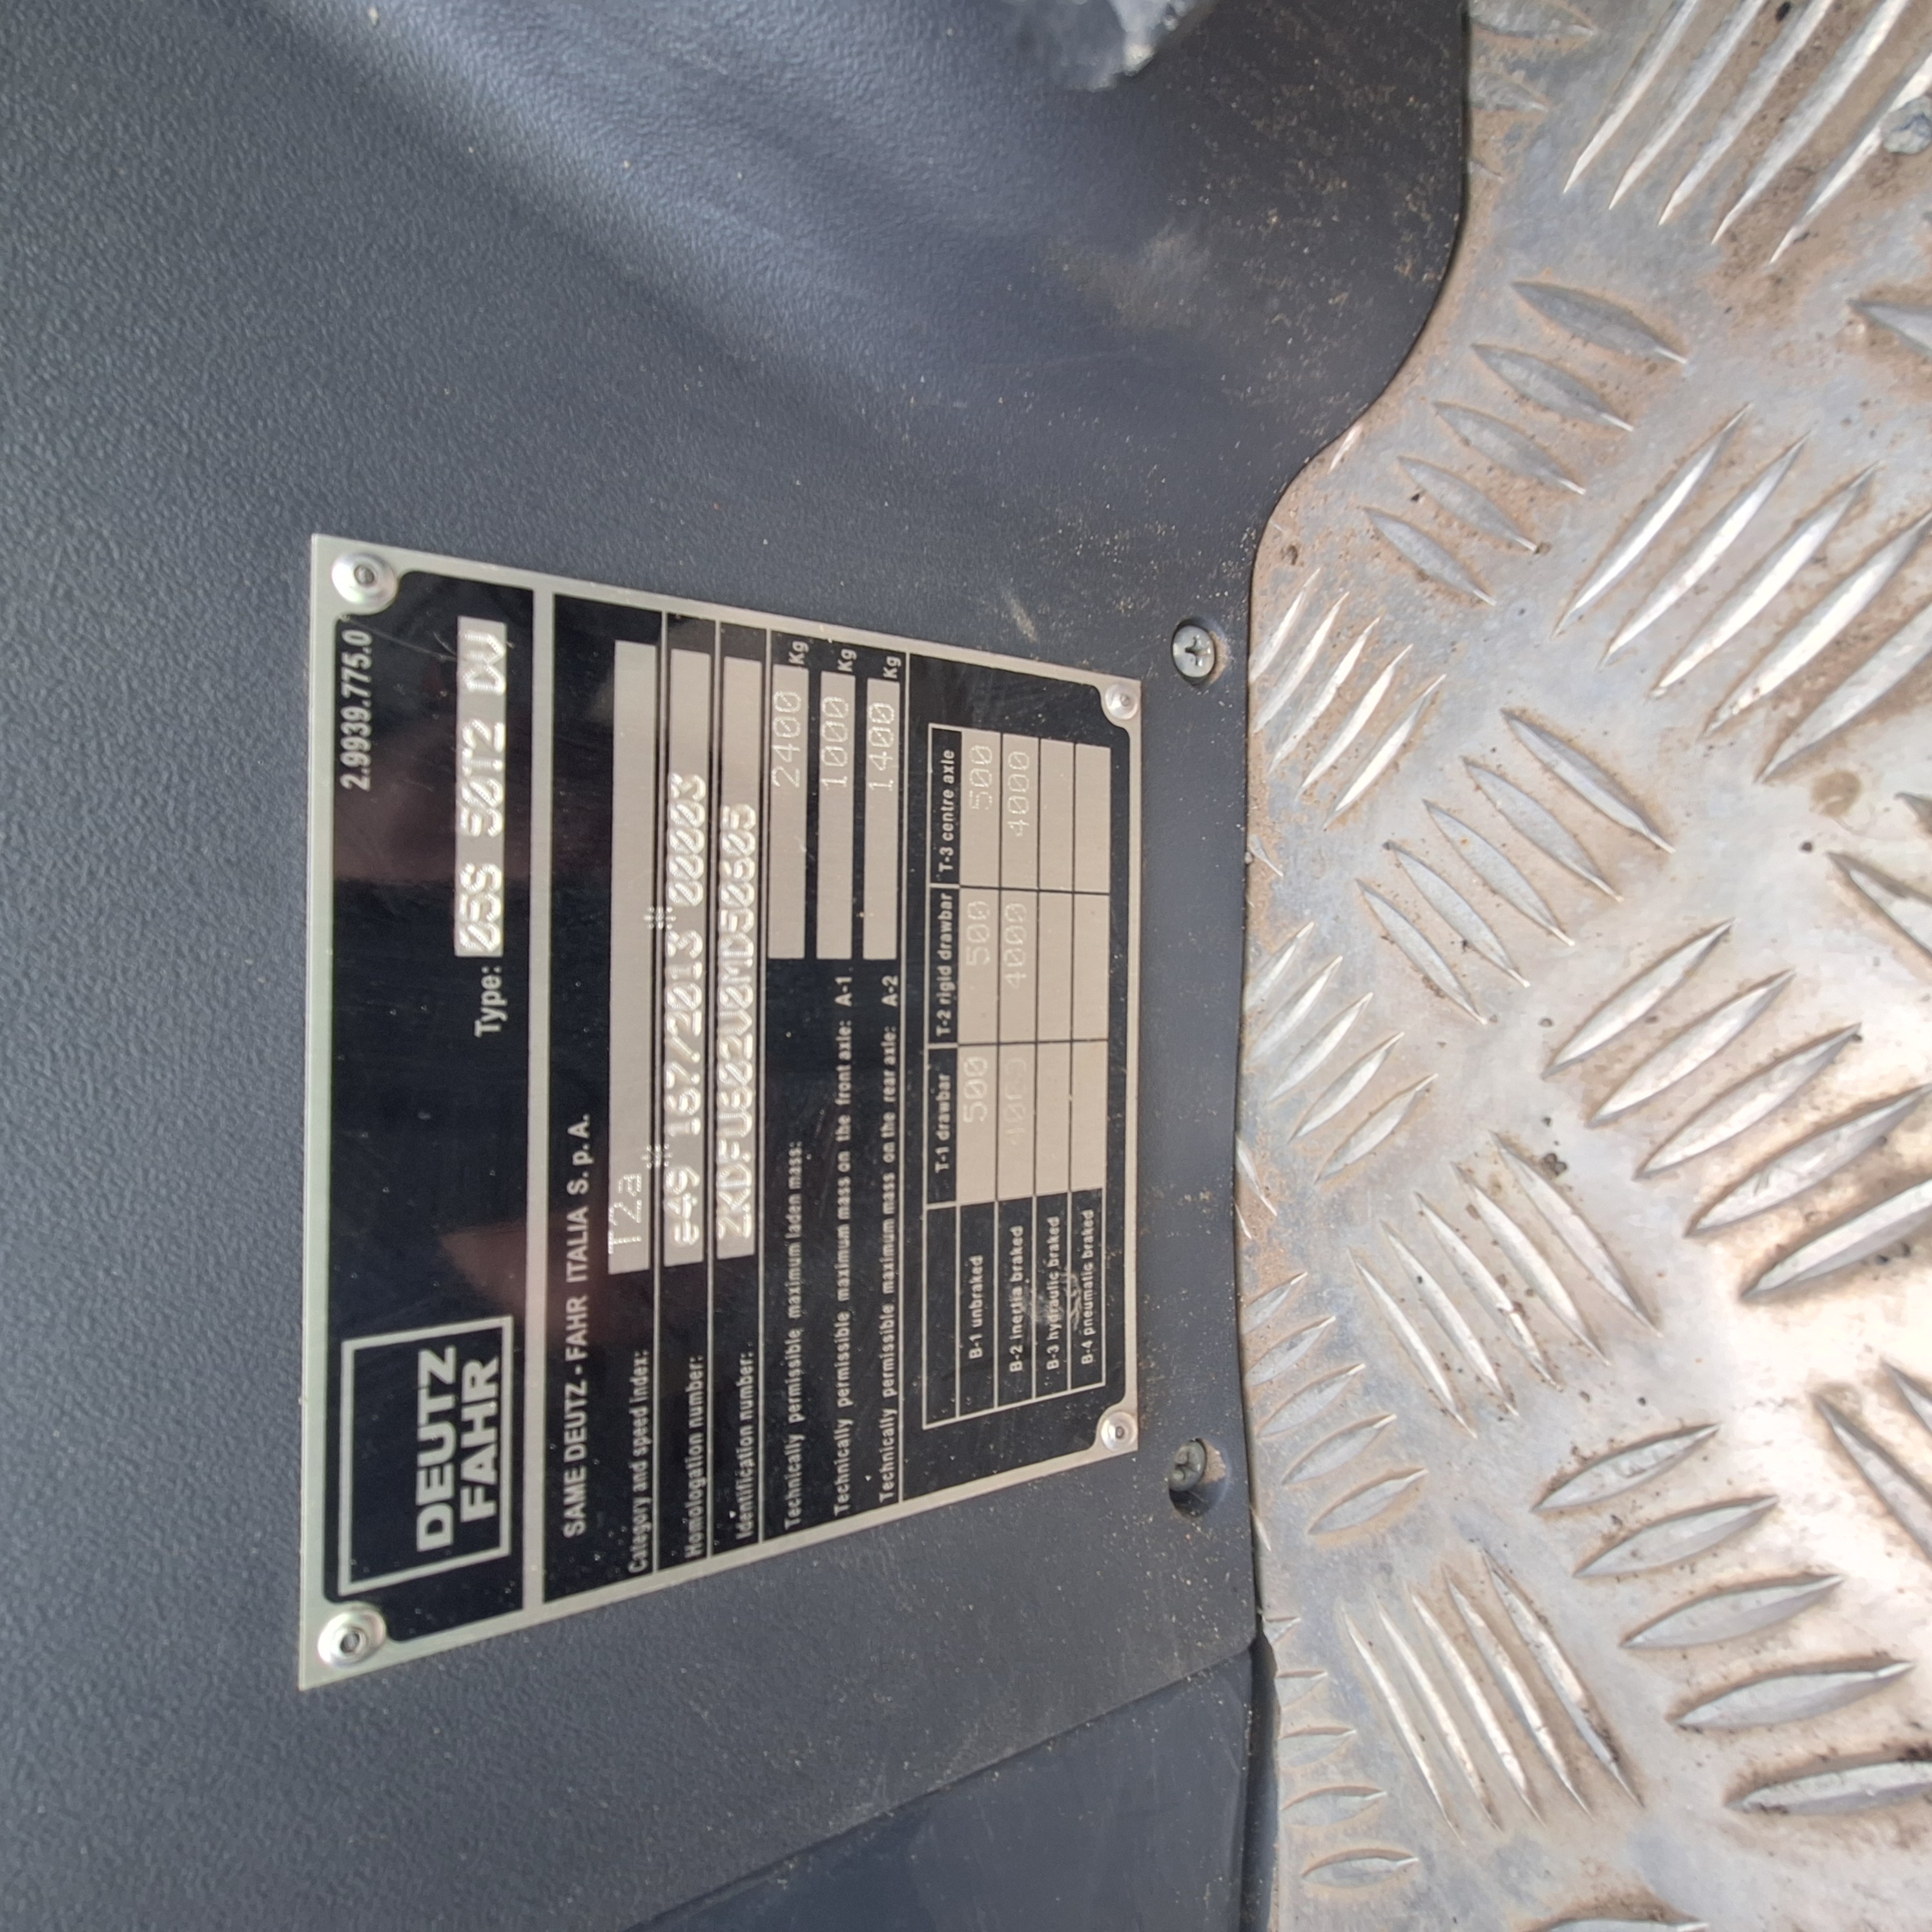 2.9939.775.0
DEUTZ
FAHR
Type: 05S 50T2 DU
SAME DEUTZ - FAHR ITALIA S. p. A.
Category and speed index: T2a
Homologation number: e49*167/2013*00003
Identification number:
Technically permissible maximum laden mass: 2400 Kg
Technically permissible maximum mass on the front axle: A-1 1000 Kg
Technically permissible maximum mass on the rear axle: A-2 1400 Kg
T-1 drawbar T-2 rigid drawbar T-3 centre axle
B-1 unbraked 500 500 500
B-2 inertia braked 4000 4000 4000
B-3 hydraulic braked
B-4 pneumatic braked